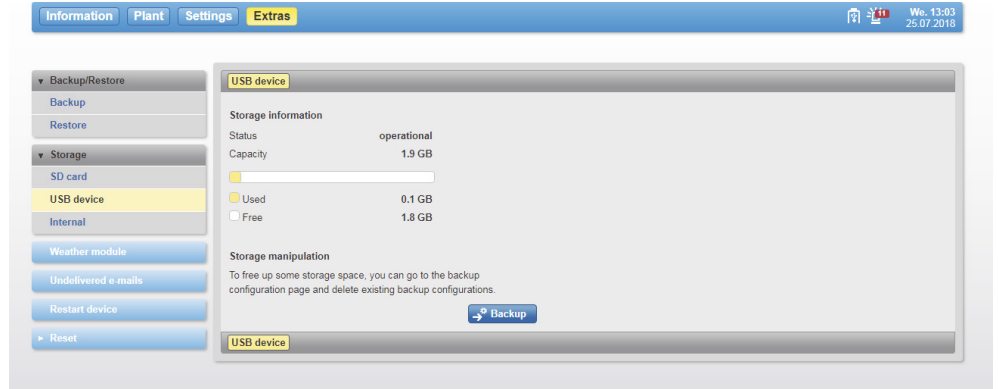 Information Plant Settings Extras 11 We. 13:03
25.07.2018
Backup/Restore
Backup
Restore
Storage
SD card
USB device
Internal
Weather module
Undelivered e-mails
Restart device
Reset
USB device
Storage information
Status operational
Capacity 1.9 GB
Used 0.1 GB
Free 1.8 GB
Storage manipulation
To free up some storage space, you can go to the backup
configuration page and delete existing backup configurations.
Backup
USB device